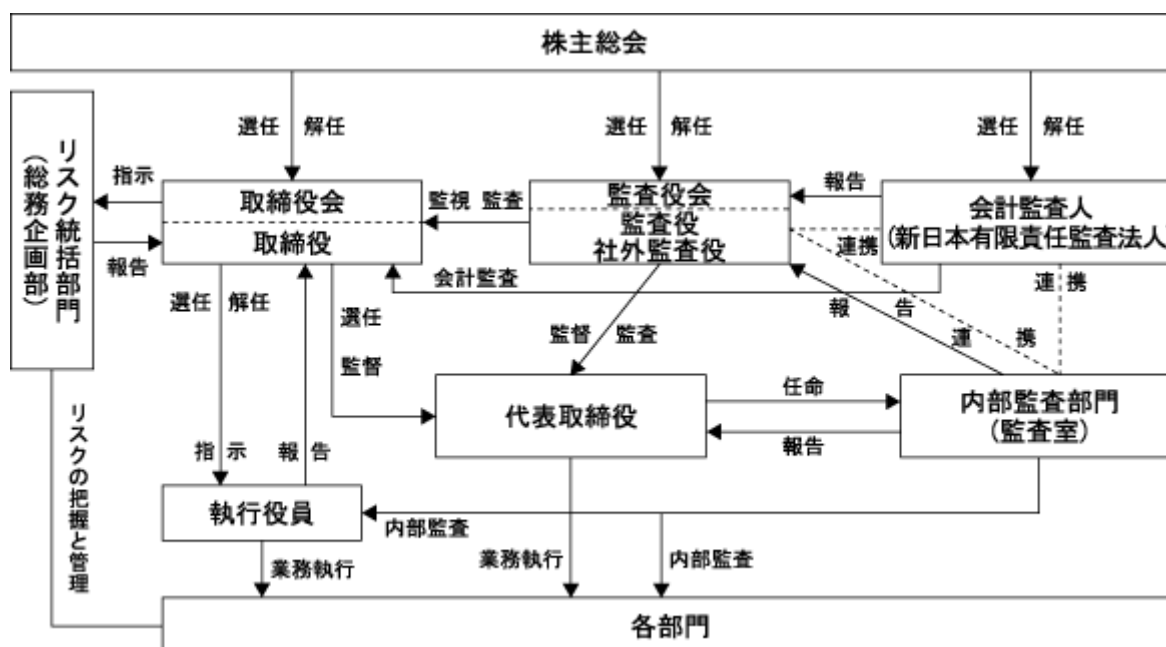 株主総会
選任 解任
選任 解任
選任 解任
リスク統括部門
（総務企画部）
指示
報告
取締役会
取締役
監視 監査
監査役会
監査役
社外監査役
報告
連携
会計監査人
(新日本有限責任監査法人)
会計監査
連携
報告
連携
選任 解任
選任
監督
監督 監査
代表取締役
任命
報告
内部監査部門
(監査室)
指示
報告
執行役員
内部監査
リスクの把握と管理
業務執行
業務執行
内部監査
各部門